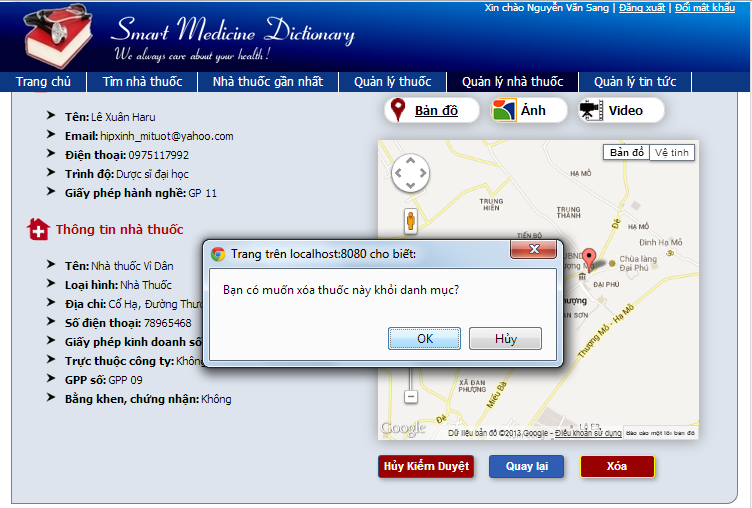 Xin chào Nguyễn Văn Sang | Đăng xuất | Đổi mật khẩu
Smart Medicine Dictionary
We always care about your health !
Trang chủ Tìm nhà thuốc Nhà thuốc gần nhất Quản lý thuốc Quản lý nhà thuốc Quản lý tin tức
Tên: Lê Xuân Haru
Email: hipxinh_mituot@yahoo.com
Điện thoại: 0975117992
Trình độ: Dược sĩ đại học
Giấy phép hành nghề: GP 11
Thông tin nhà thuốc
Tên: Nhà thuốc Vì Dân
Loại hình: Nhà Thuốc
Địa chỉ: Cổ Hạ, Đường
Số điện thoại: 78965468
Giấy phép kinh doanh số
Trực thuộc công ty:
GPP số: GPP 09
Bằng khen, chứng nhận: Không
Bản đồ Ảnh Video
Bản đồ Vệ tinh
HẠ MỖ
TRUNG HIỀN
TRUNG THÀNH
HẠ MỖ
TIẾN BỘ
Đê
Đình Hạ Mỗ
Chùa làng Đại Phú
ĐẠI PHÚ
Thượng Mỗ - Hạ Mỗ
XÃ ĐAN PHƯỢNG
Miếu Bà
Đê
Google
Dữ liệu bản đồ ©2013 Google - Điều khoản sử dụng Báo cáo một lỗi bản đồ
Trang trên localhost:8080 cho biết:
Bạn có muốn xóa thuốc này khỏi danh mục?
OK Hủy
Hủy Kiểm Duyệt Quay lại Xóa